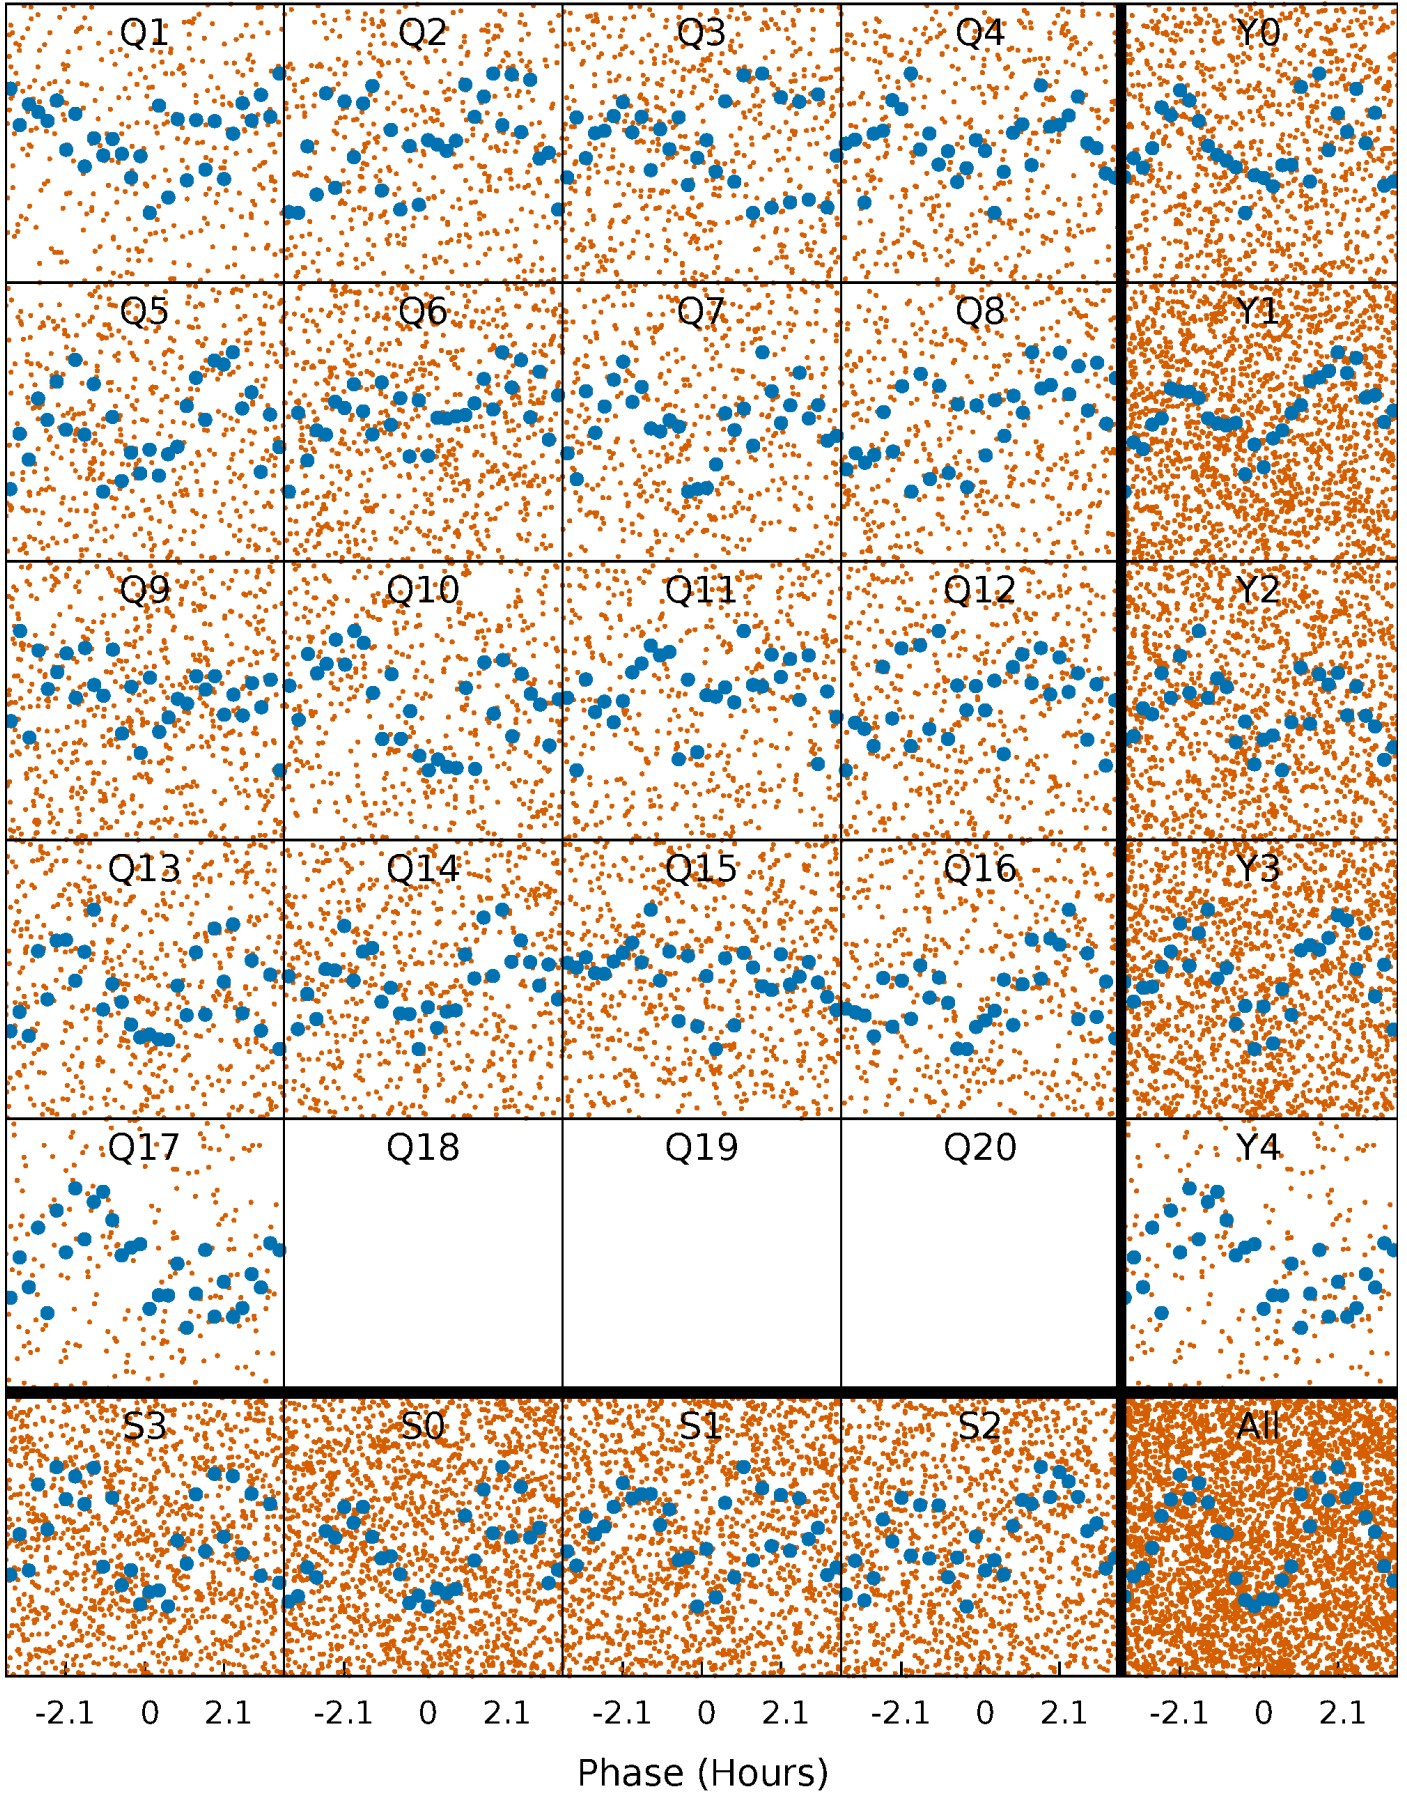 Q1 Q2 Q3 Q4 Y0
Q5 Q6 Q7 Q8 Y1
Q9 Q10 Q11 Q12 Y2
Q13 Q14 Q15 Q16 Y3
Q17 Q18 Q19 Q20 Y4
S3 S0 S1 S2 All
-2.1 0 2.1 -2.1 0 2.1 -2.1 0 2.1 -2.1 0 2.1 -2.1 0 2.1
Phase (Hours)